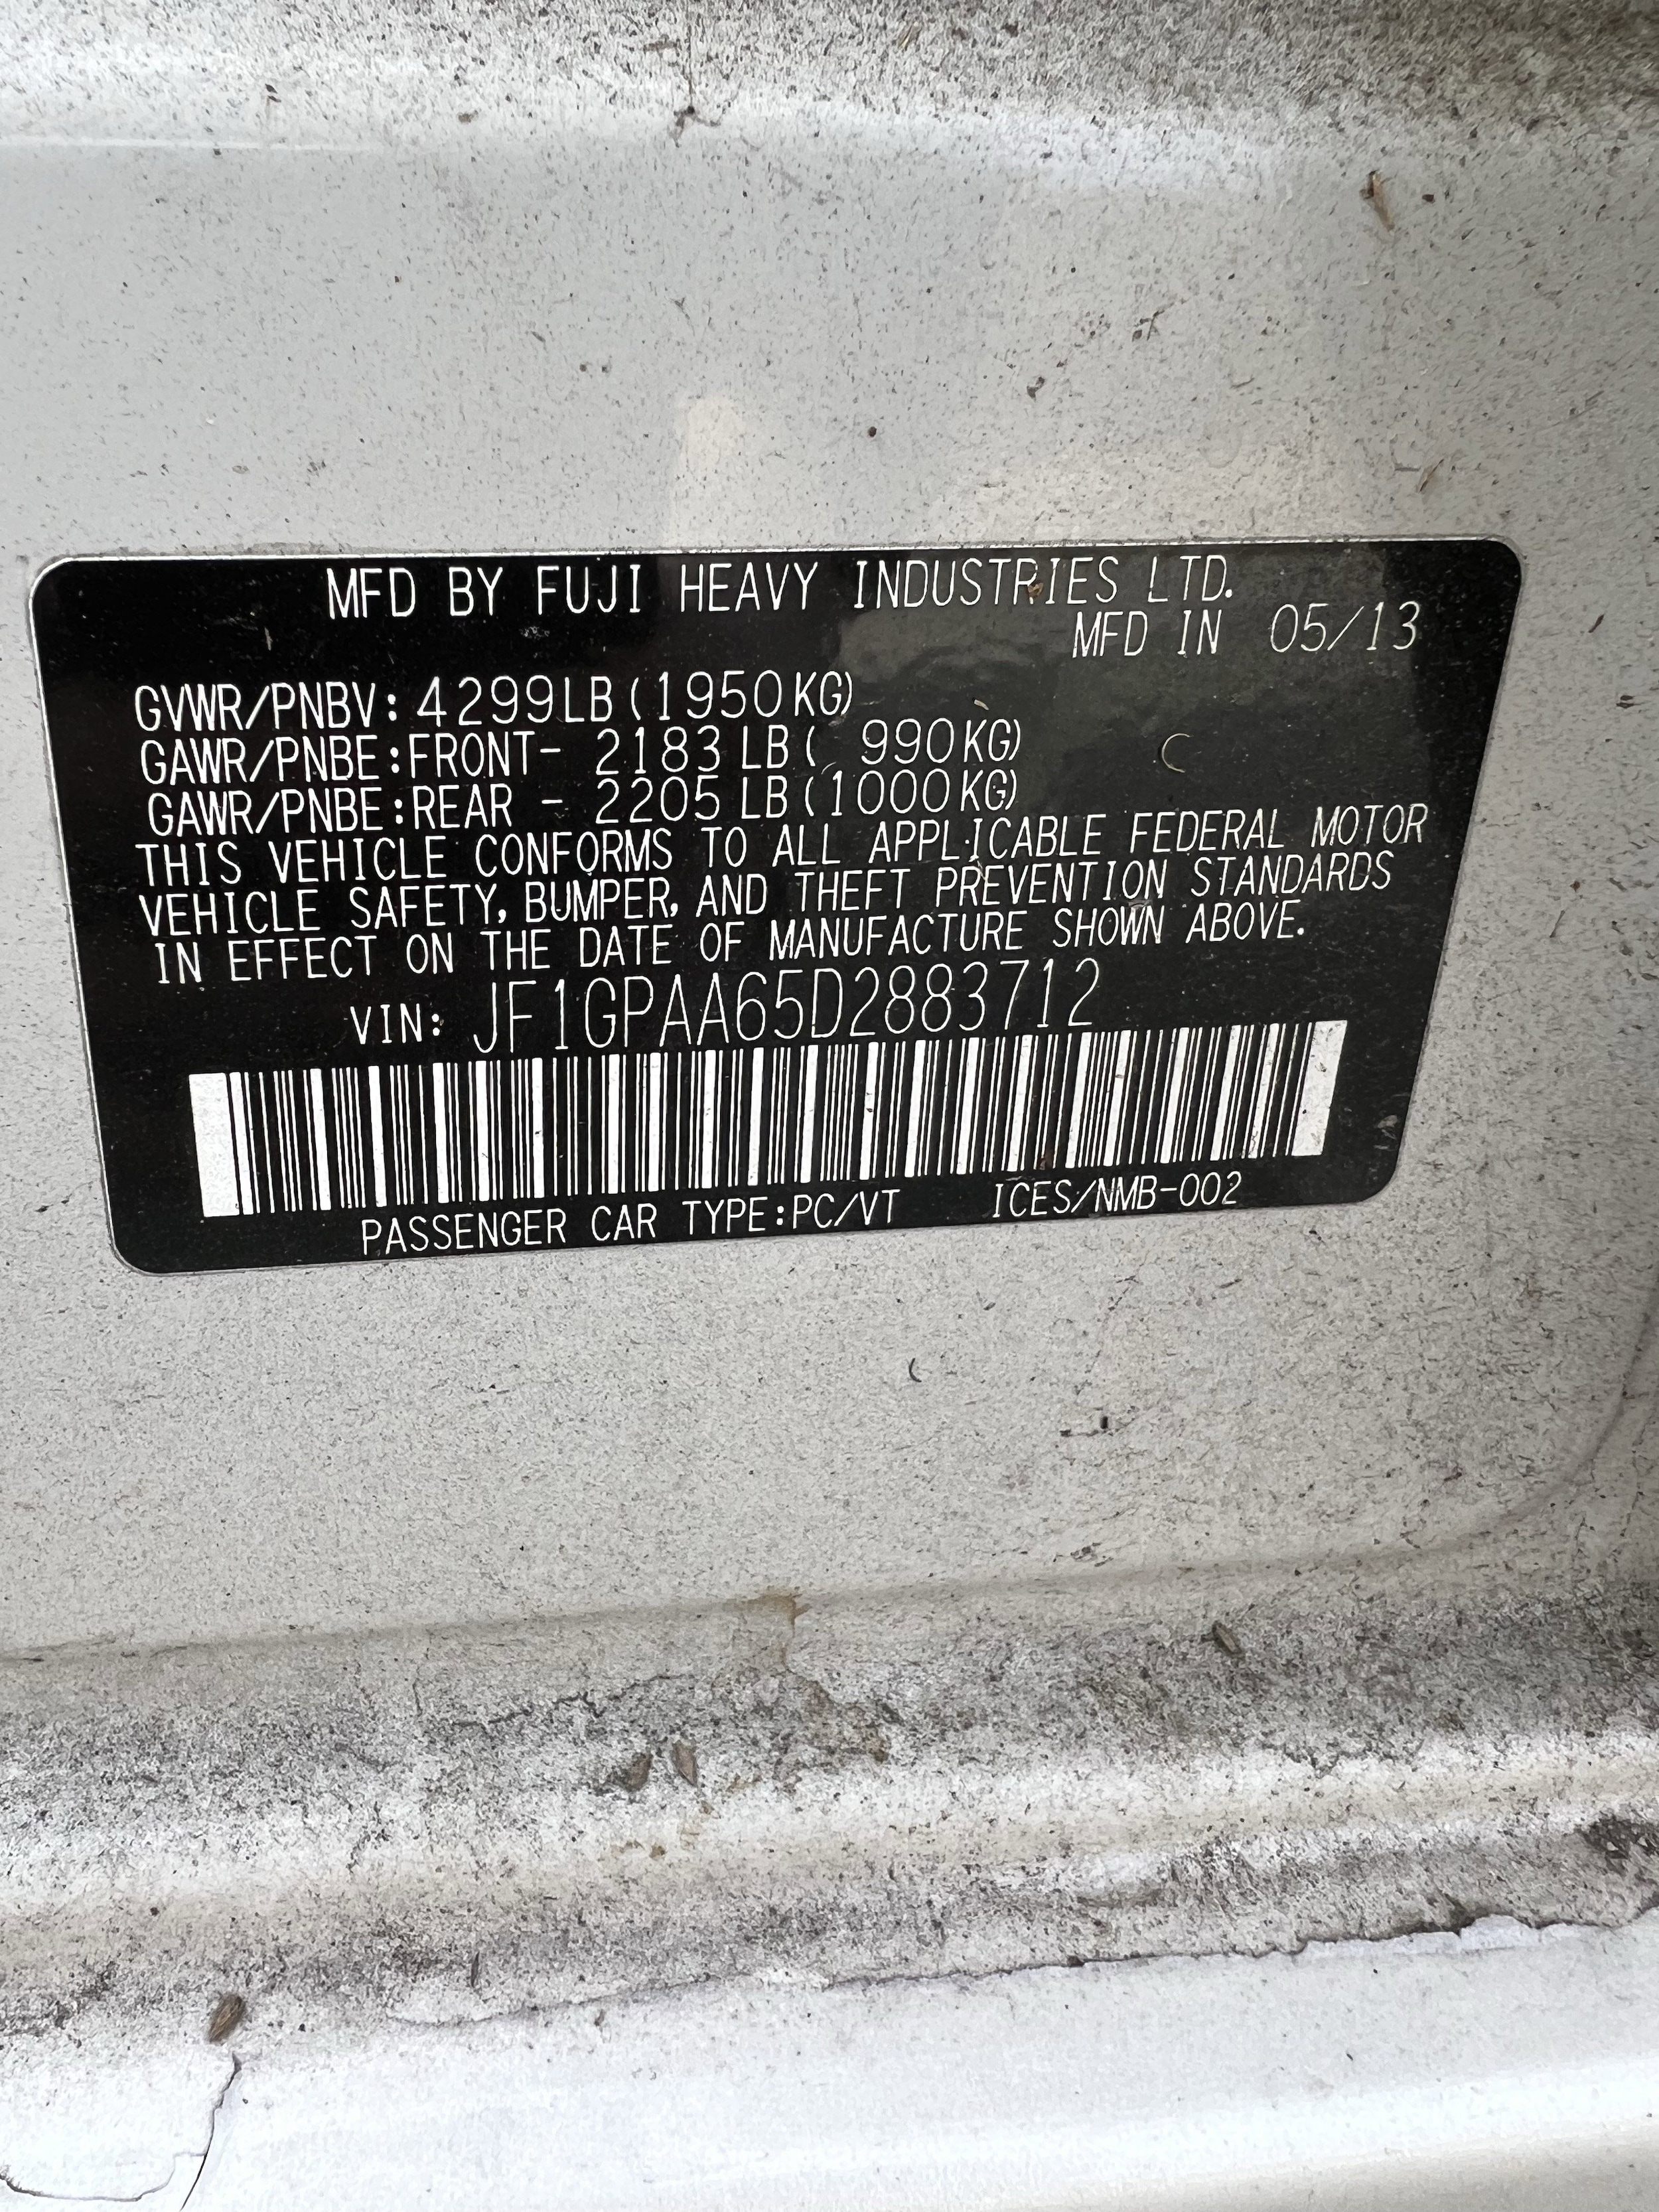 MFD BY FUJI HEAVY INDUSTRIES LTD.
MFD IN 05/13
GVWR/PNBV: 4299LB (1950KG)
GAWR/PNBE:FRONT- 2183 LB ( 990KG)
GAWR/PNBE:REAR - 2205 LB (1000KG)
THIS VEHICLE CONFORMS TO ALL APPLICABLE FEDERAL MOTOR
VEHICLE SAFETY, BUMPER, AND THEFT PREVENTION STANDARDS
IN EFFECT ON THE DATE OF MANUFACTURE SHOWN ABOVE.
VIN: JF1GPAA65D2883712
PASSENGER CAR TYPE:PC/VT ICES/NMB-002